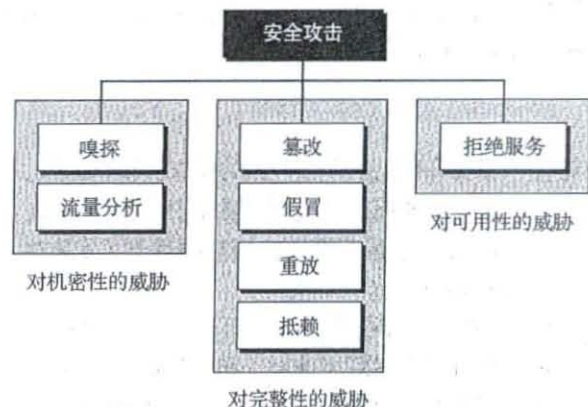 安全攻击
嗅探
流量分析
对机密性的威胁
篡改
假冒
重放
抵赖
对完整性的威胁
拒绝服务
对可用性的威胁